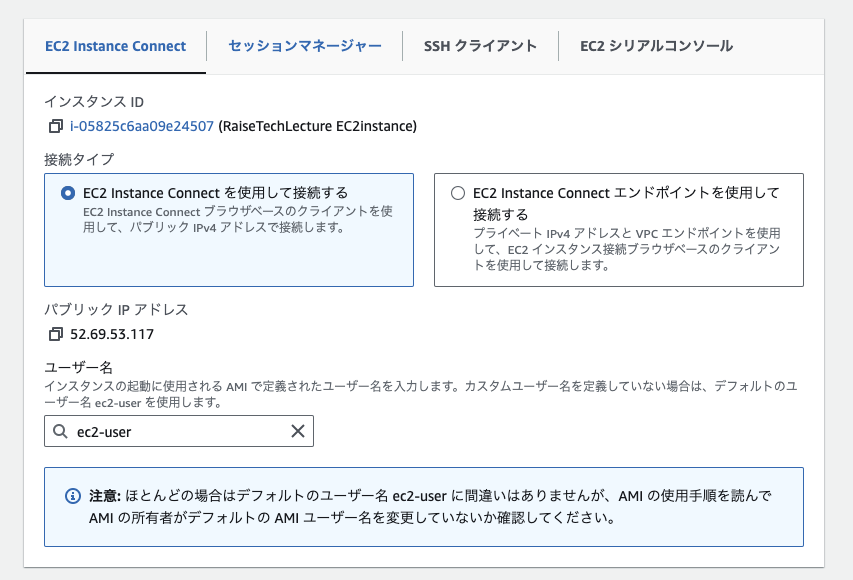 EC2 Instance Connect
セッションマネージャー
SSH クライアント
EC2 シリアルコンソール
インスタンス ID
i-05825c6aa09e24507 (RaiseTechLecture EC2instance)
接続タイプ
EC2 Instance Connect を使用して接続する
EC2 Instance Connect ブラウザベースのクライアントを使
用して、パブリック IPv4 アドレスで接続します。
EC2 Instance Connect エンドポイントを使用して
接続する
プライベート IPv4 アドレスと VPC エンドポイントを使用
して、EC2 インスタンス接続ブラウザベースのクライアン
トを使用して接続します。
パブリック IP アドレス
52.69.53.117
ユーザー名
インスタンスの起動に使用される AMI で定義されたユーザー名を入力します。カスタムユーザー名を定義していない場合は、デフォルトのユ
ーザー名 ec2-user を使用します。
ec2-user
注意: ほとんどの場合はデフォルトのユーザー名 ec2-user に間違いはありませんが、AMI の使用手順を読んで
AMI の所有者がデフォルトの AMI ユーザー名を変更していないか確認してください。